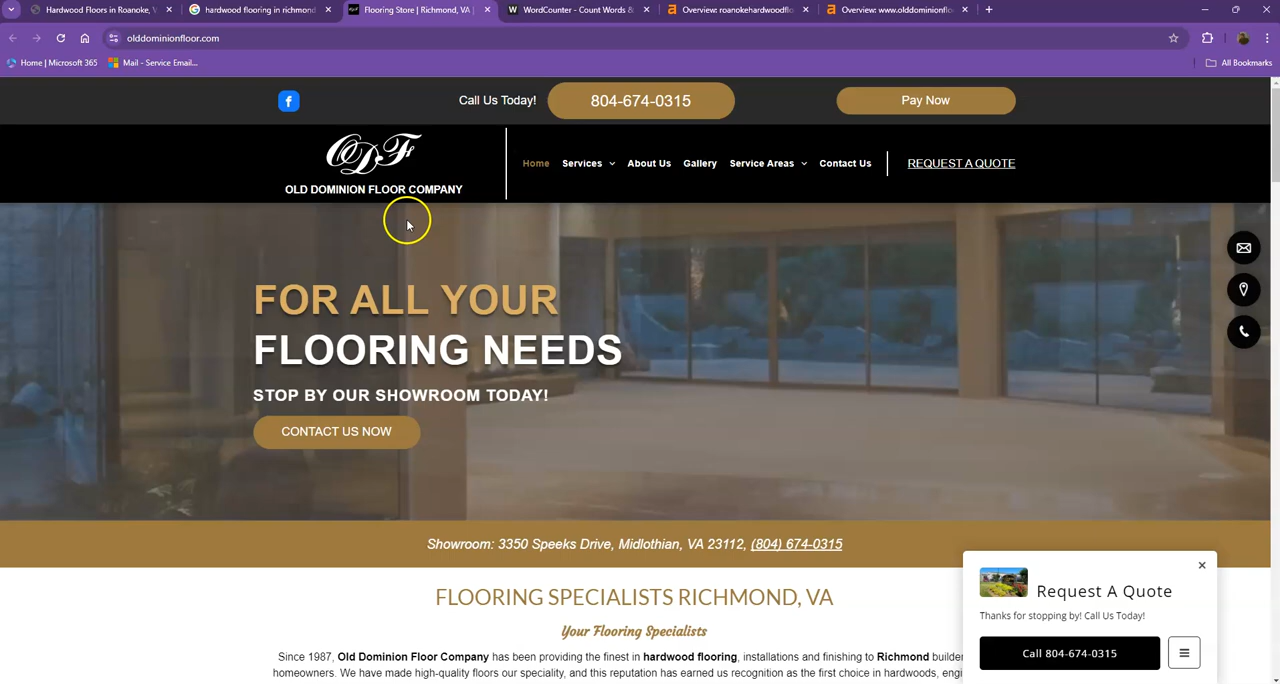 Hardwood Floors in Roanoke, V
hardwood flooring in richmond
Flooring Store | Richmond, VA |
WordCounter - Count Words &
Overview: roanokehardwoodflo
Overview: www.olddominionflo
olddominionfloor.com
Home | Microsoft 365
Mail - Service Email...
All Bookmarks
f
Call Us Today!
804-674-0315
Pay Now
ODF
OLD DOMINION FLOOR COMPANY
Home
Services
About Us
Gallery
Service Areas
Contact Us
REQUEST A QUOTE
FOR ALL YOUR
FLOORING NEEDS
STOP BY OUR SHOWROOM TODAY!
CONTACT US NOW
Showroom: 3350 Speeks Drive, Midlothian, VA 23112, (804) 674-0315
FLOORING SPECIALISTS RICHMOND, VA
Your Flooring Specialists
Since 1987, Old Dominion Floor Company has been providing the finest in hardwood flooring, installations and finishing to Richmond builder
homeowners. We have made high-quality floors our speciality, and this reputation has earned us recognition as the first choice in hardwoods, engi
Request A Quote
Thanks for stopping by! Call Us Today!
Call 804-674-0315